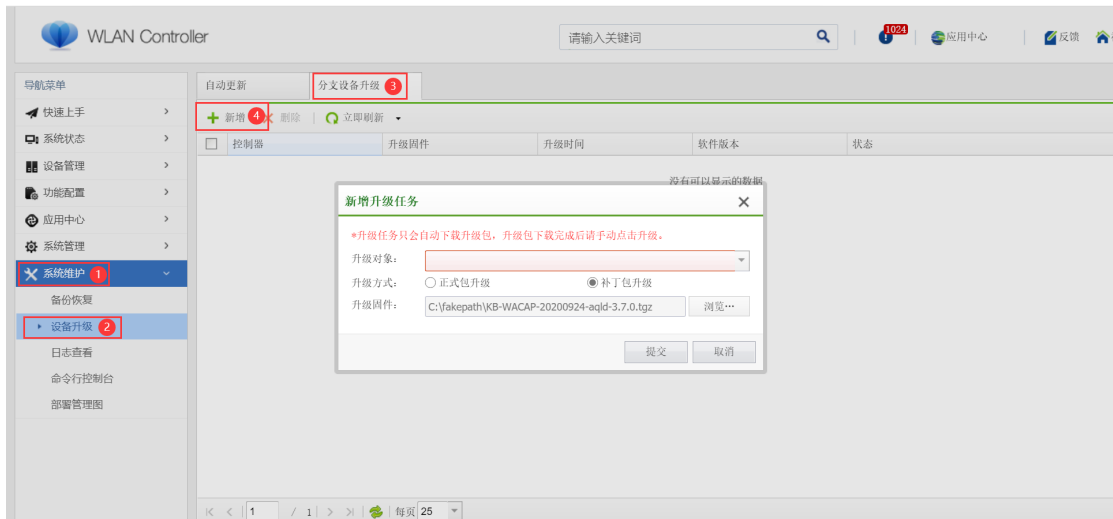 WLAN Controller
请输入关键词
1024
应用中心
反馈
导航菜单
自动更新
分支设备升级 3
快速上手
新增 4 删除 立即刷新
系统状态
控制器 升级固件 升级时间 软件版本 状态
设备管理
没有可以显示的数据
功能配置
新增升级任务
应用中心
*升级任务只会自动下载升级包，升级包下载完成后请手动点击升级。
系统管理
升级对象:
系统维护 1
升级方式: 正式包升级 补丁包升级
备份恢复
升级固件: C:\fakepath\KB-WACAP-20200924-aqld-3.7.0.tgz 浏览…
设备升级 2
提交 取消
日志查看
命令行控制台
部署管理图
1 / 1 每页 25